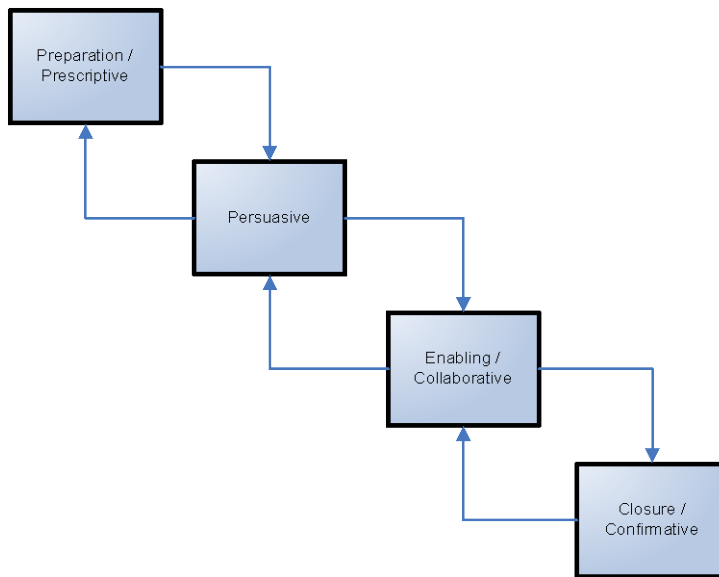 Preparation /
Prescriptive
Persuasive
Enabling /
Collaborative
Closure /
Confirmative